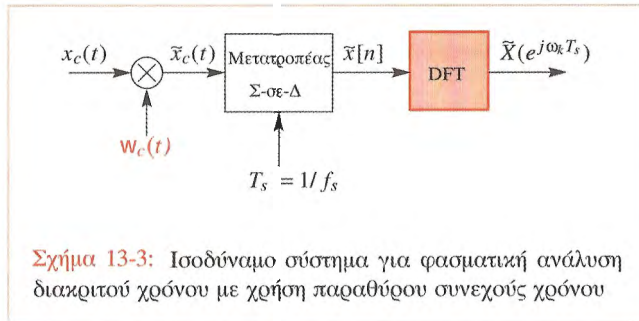 x_c(t)
x̃_c(t)
Μετατροπέας
Σ-σε-Δ
x̃[n]
DFT
X̃(e^{jω_k T_s})
w_c(t)
T_s = 1/f_s
Σχήμα 13-3: Ισοδύναμο σύστημα για φασματική ανάλυση
διακριτού χρόνου με χρήση παραθύρου συνεχούς χρόνου